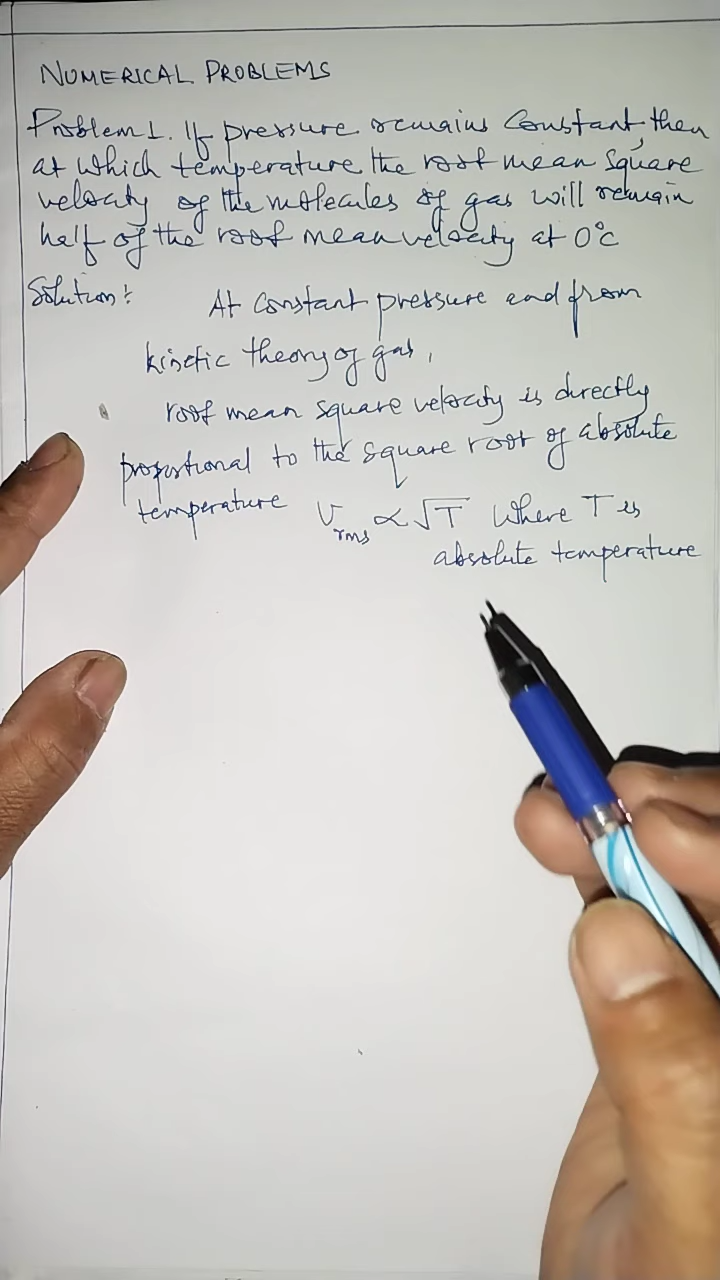 NUMERICAL PROBLEMS
Problem 1. If pressure remains constant, then
at which temperature the root mean square
velocity of the molecules of gas will remain
half of the root mean velocity at 0°C
Solution: At constant pressure and from
kinetic theory of gas,
root mean square velocity is directly
proportional to the square root of absolute
temperature V_rms ∝ √T where T is
absolute temperature